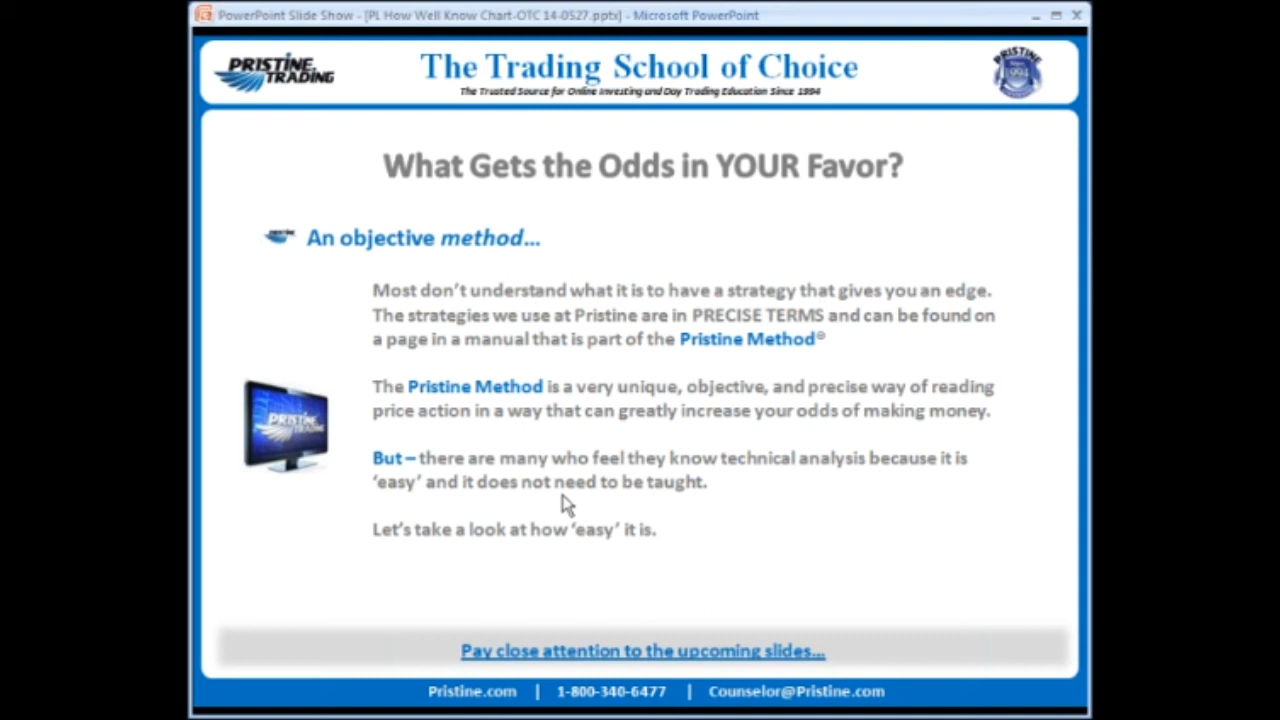 PowerPoint Slide Show - [PL How Well Know Chart-OTC 14-0527.pptx] - Microsoft PowerPoint
PRISTINE
TRADING
The Trading School of Choice
The Trusted Source for Online Investing and Day Trading Education Since 1994
PRISTINE
1994
What Gets the Odds in YOUR Favor?
An objective method...
Most don't understand what it is to have a strategy that gives you an edge.
The strategies we use at Pristine are in PRECISE TERMS and can be found on
a page in a manual that is part of the Pristine Method®
The Pristine Method is a very unique, objective, and precise way of reading
price action in a way that can greatly increase your odds of making money.
PRISTINE
TRADING
But – there are many who feel they know technical analysis because it is
'easy' and it does not need to be taught.
Let's take a look at how 'easy' it is.
Pay close attention to the upcoming slides...
Pristine.com | 1-800-340-6477 | Counselor@Pristine.com